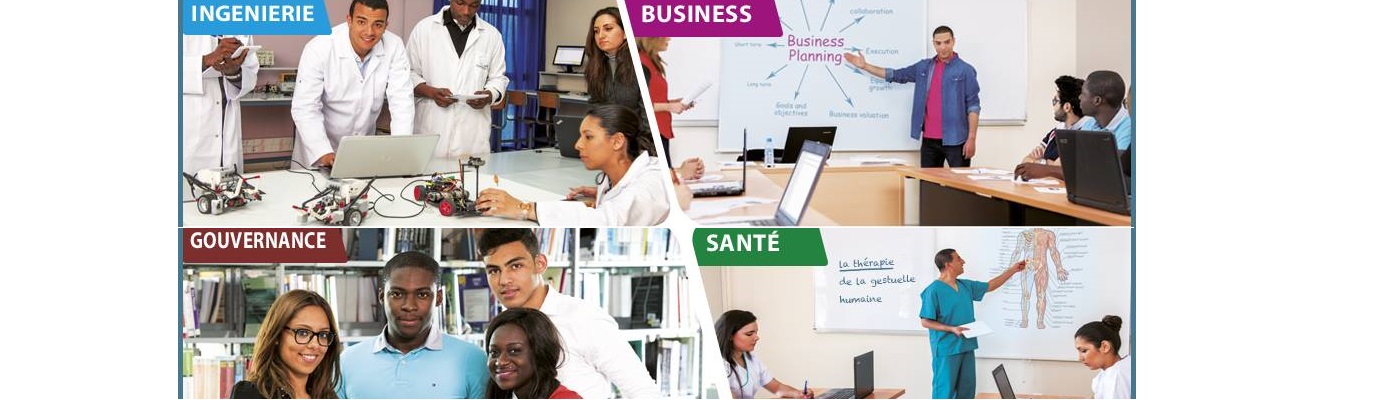 INGENIERIE
BUSINESS
collaboration
Short term
Business
Planning
Execution
Long term
growth
Goals and
objectives
Business valuation
GOUVERNANCE
SANTÉ
la thérapie
de la gestuelle
humaine